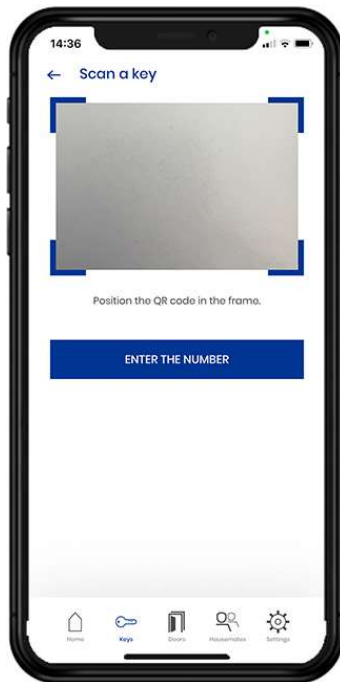 14:36
← Scan a key
Position the QR code in the frame.
ENTER THE NUMBER
Home Keys Doors Housemates Settings